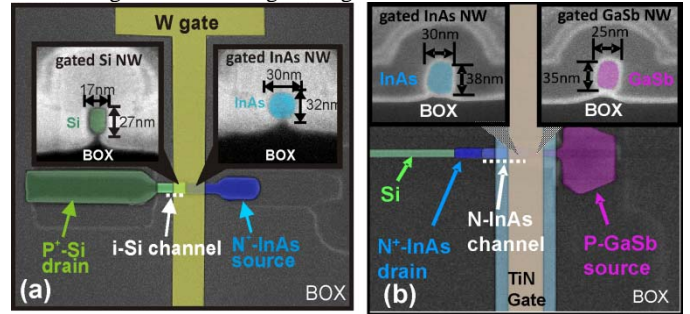 W gate
gated Si NW
17nm
Si
27nm
BOX
gated InAs NW
30nm
InAs
32nm
BOX
P⁺-Si
drain
i-Si channel
N⁺-InAs
source
(a)
BOX
gated InAs NW
30nm
InAs
38nm
BOX
gated GaSb NW
25nm
35nm
GaSb
BOX
Si
N⁺-InAs
drain
N-InAs
channel
TiN
Gate
P-GaSb
source
(b)
BOX